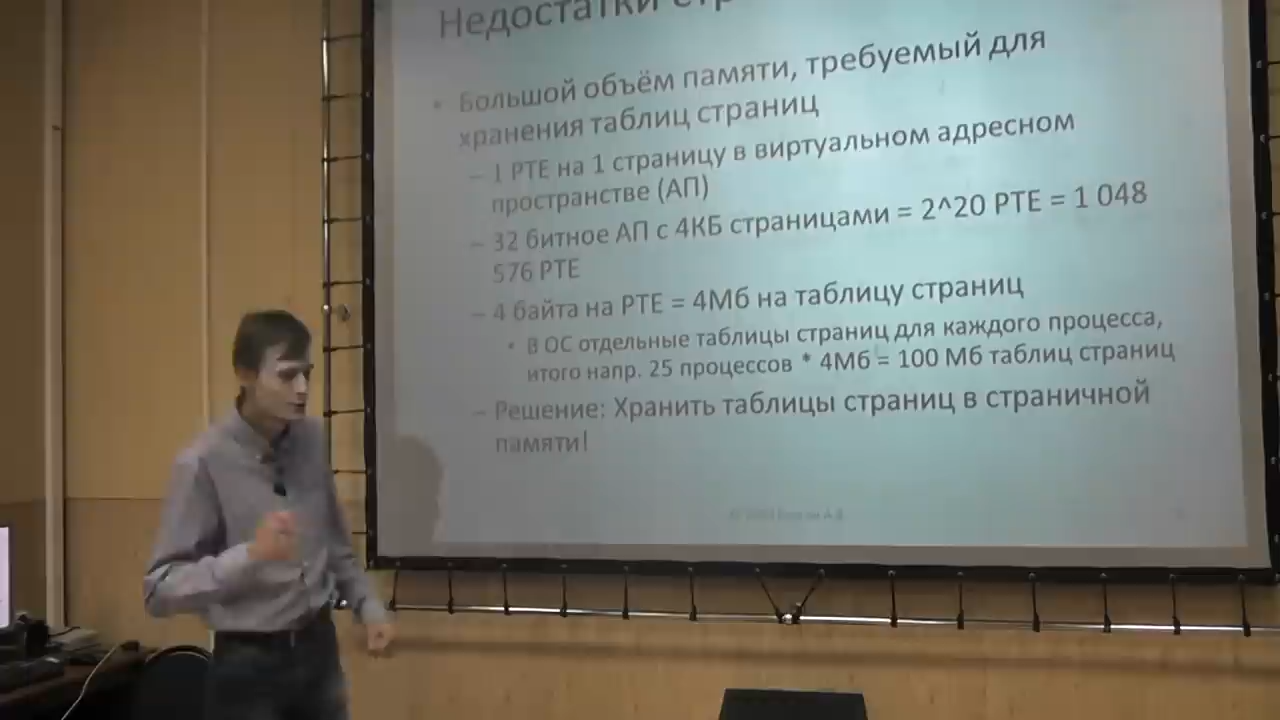 Недостатки
Большой объём памяти, требуемый для
хранения таблиц страниц
– 1 PTE на 1 страницу в виртуальном адресном
пространстве (АП)
– 32 битное АП с 4КБ страницами = 2^20 PTE = 1 048
576 PTE
– 4 байта на PTE = 4Мб на таблицу страниц
• В ОС отдельные таблицы страниц для каждого процесса,
итого напр. 25 процессов * 4Мб = 100 Мб таблиц страниц
– Решение: Хранить таблицы страниц в страничной
памяти!